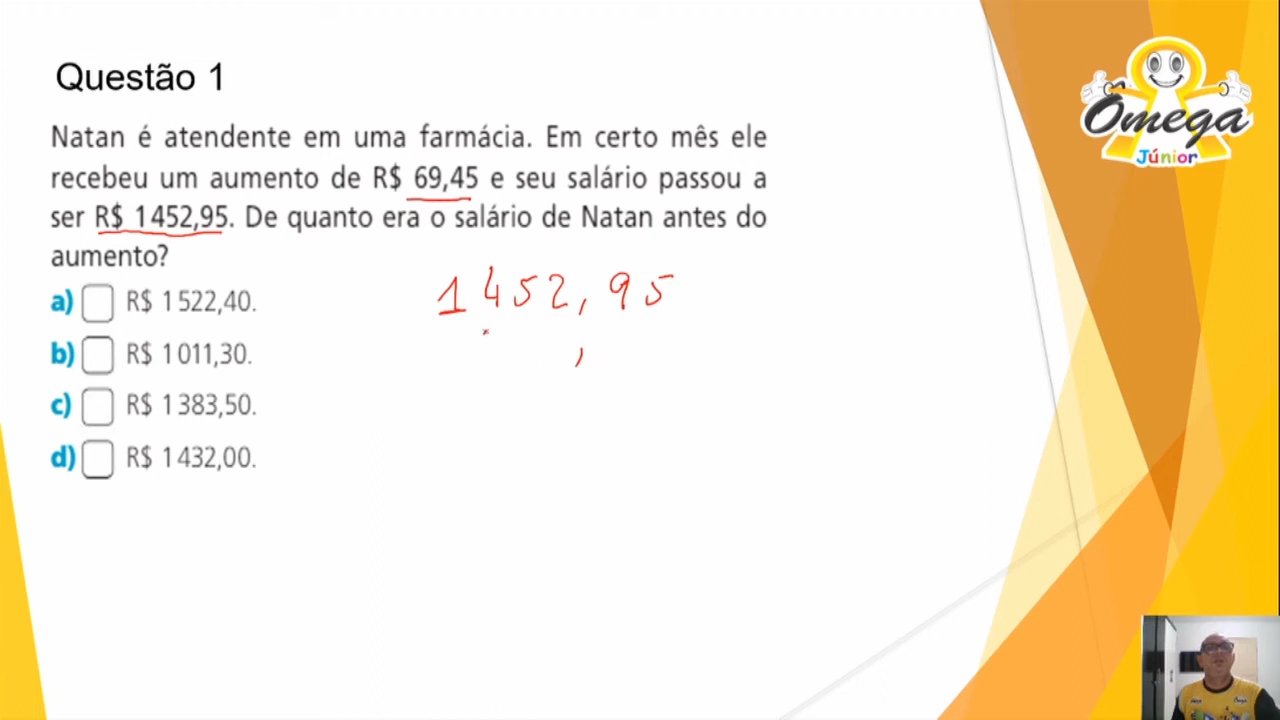 Questão 1
Natan é atendente em uma farmácia. Em certo mês ele
recebeu um aumento de R$ 69,45 e seu salário passou a
ser R$ 1 452,95. De quanto era o salário de Natan antes do
aumento?
a) R$ 1 522,40.
b) R$ 1 011,30.
c) R$ 1 383,50.
d) R$ 1 432,00.
1452,95
,
Ômega
Júnior